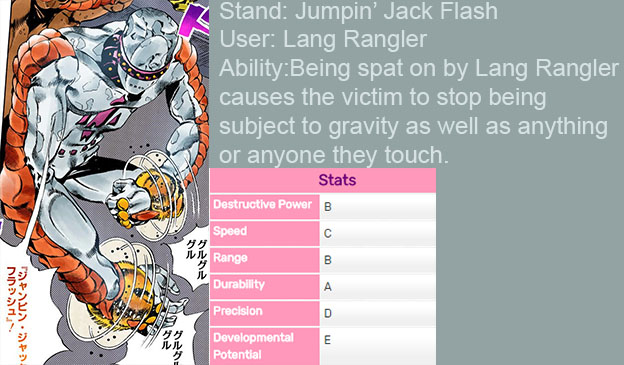 Stand: Jumpin' Jack Flash
User: Lang Rangler
Ability:Being spat on by Lang Rangler
causes the victim to stop being
subject to gravity as well as anything
or anyone they touch.
Stats
Destructive Power B
Speed C
Range B
Durability A
Precision D
Developmental
Potential E
グルグル
グル
『ジャンピン・ジャック
フラッシュ』!
グルグル
グル